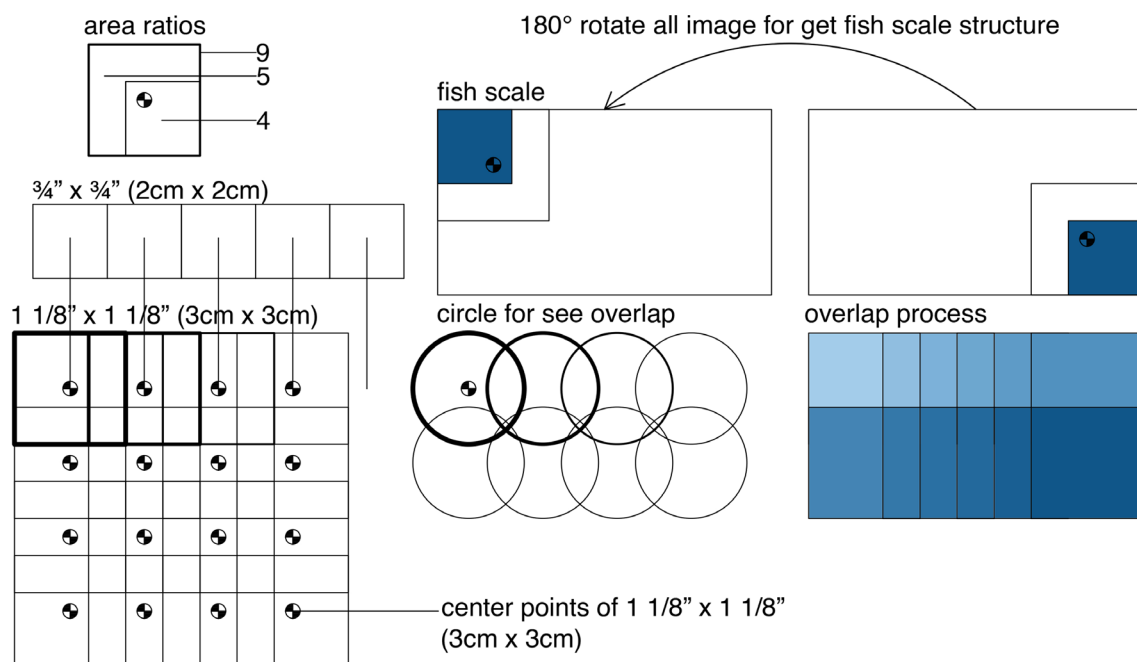 area ratios
9
5
4
¾” x ¾” (2cm x 2cm)
1 1/8” x 1 1/8” (3cm x 3cm)
180° rotate all image for get fish scale structure
fish scale
circle for see overlap
overlap process
center points of 1 1/8” x 1 1/8”
(3cm x 3cm)